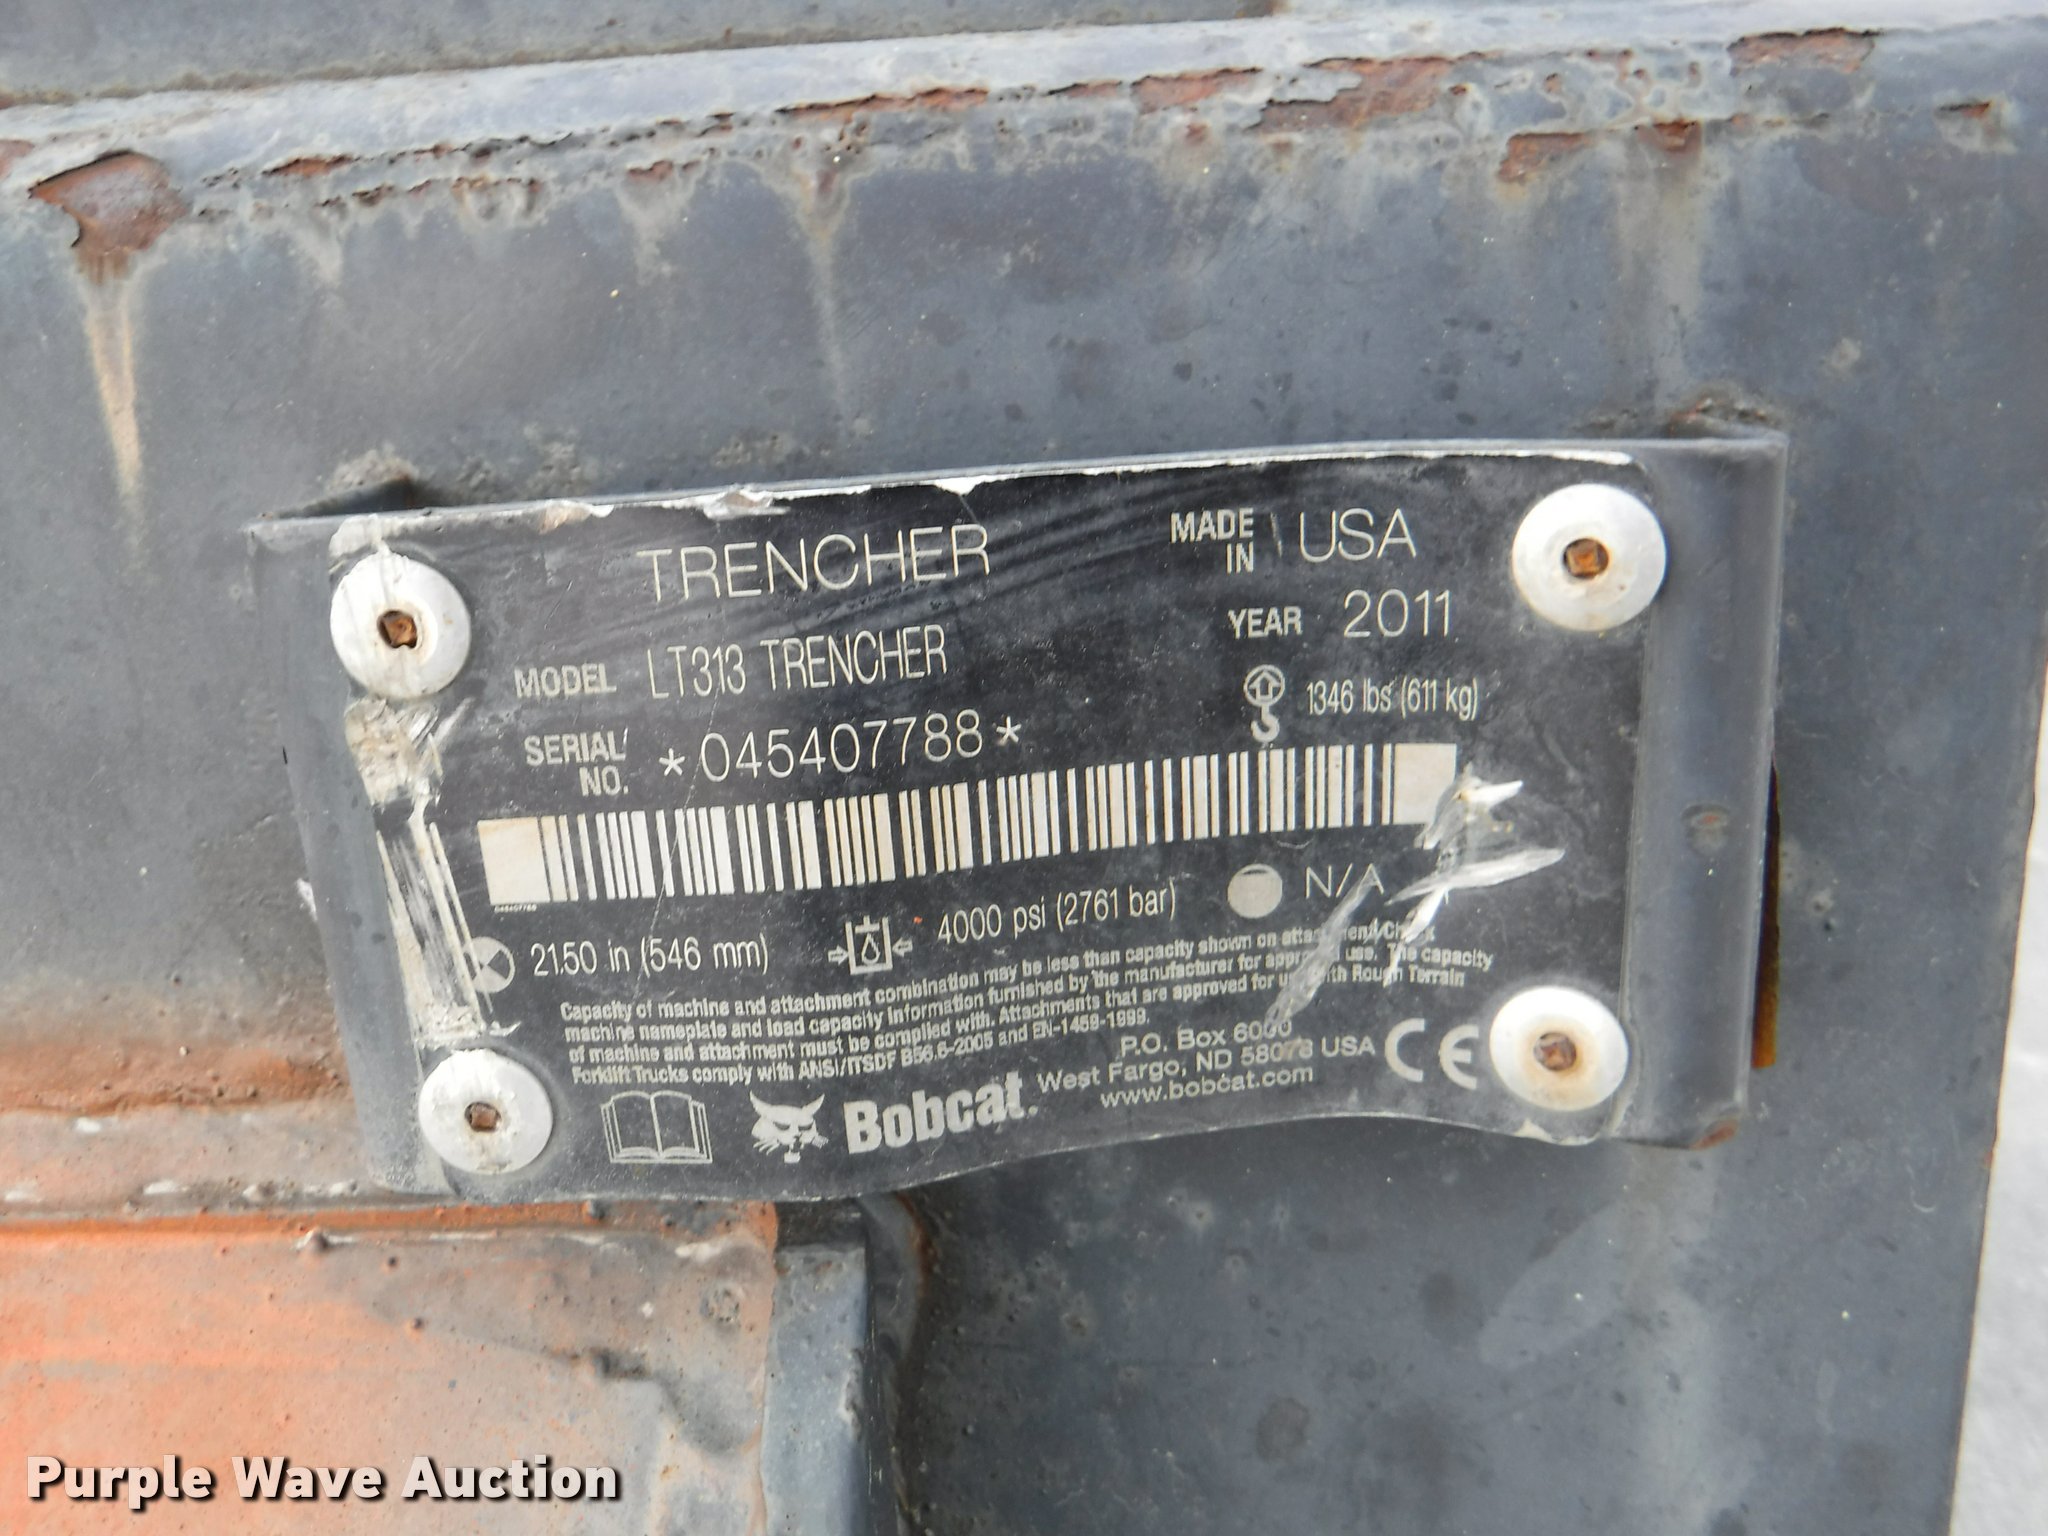 TRENCHER
MADE IN USA
YEAR 2011
MODEL LT313 TRENCHER
1346 lbs (611 kg)
SERIAL NO. *045407788*
045407788
21.50 in (546 mm)
4000 psi (2761 bar)
N/A
Capacity of machine and attachment combination may be less than capacity shown on attachment. Check
machine nameplate and load capacity information furnished by the manufacturer for approved use. The capacity
of machine and attachment must be complied with. Attachments that are approved for use with Rough Terrain
Forklift Trucks comply with ANSI/ITSDF B56.6-2005 and EN-1459-1999.
Bobcat.
P.O. Box 6000
West Fargo, ND 58078 USA
www.bobcat.com
CE
Purple Wave Auction